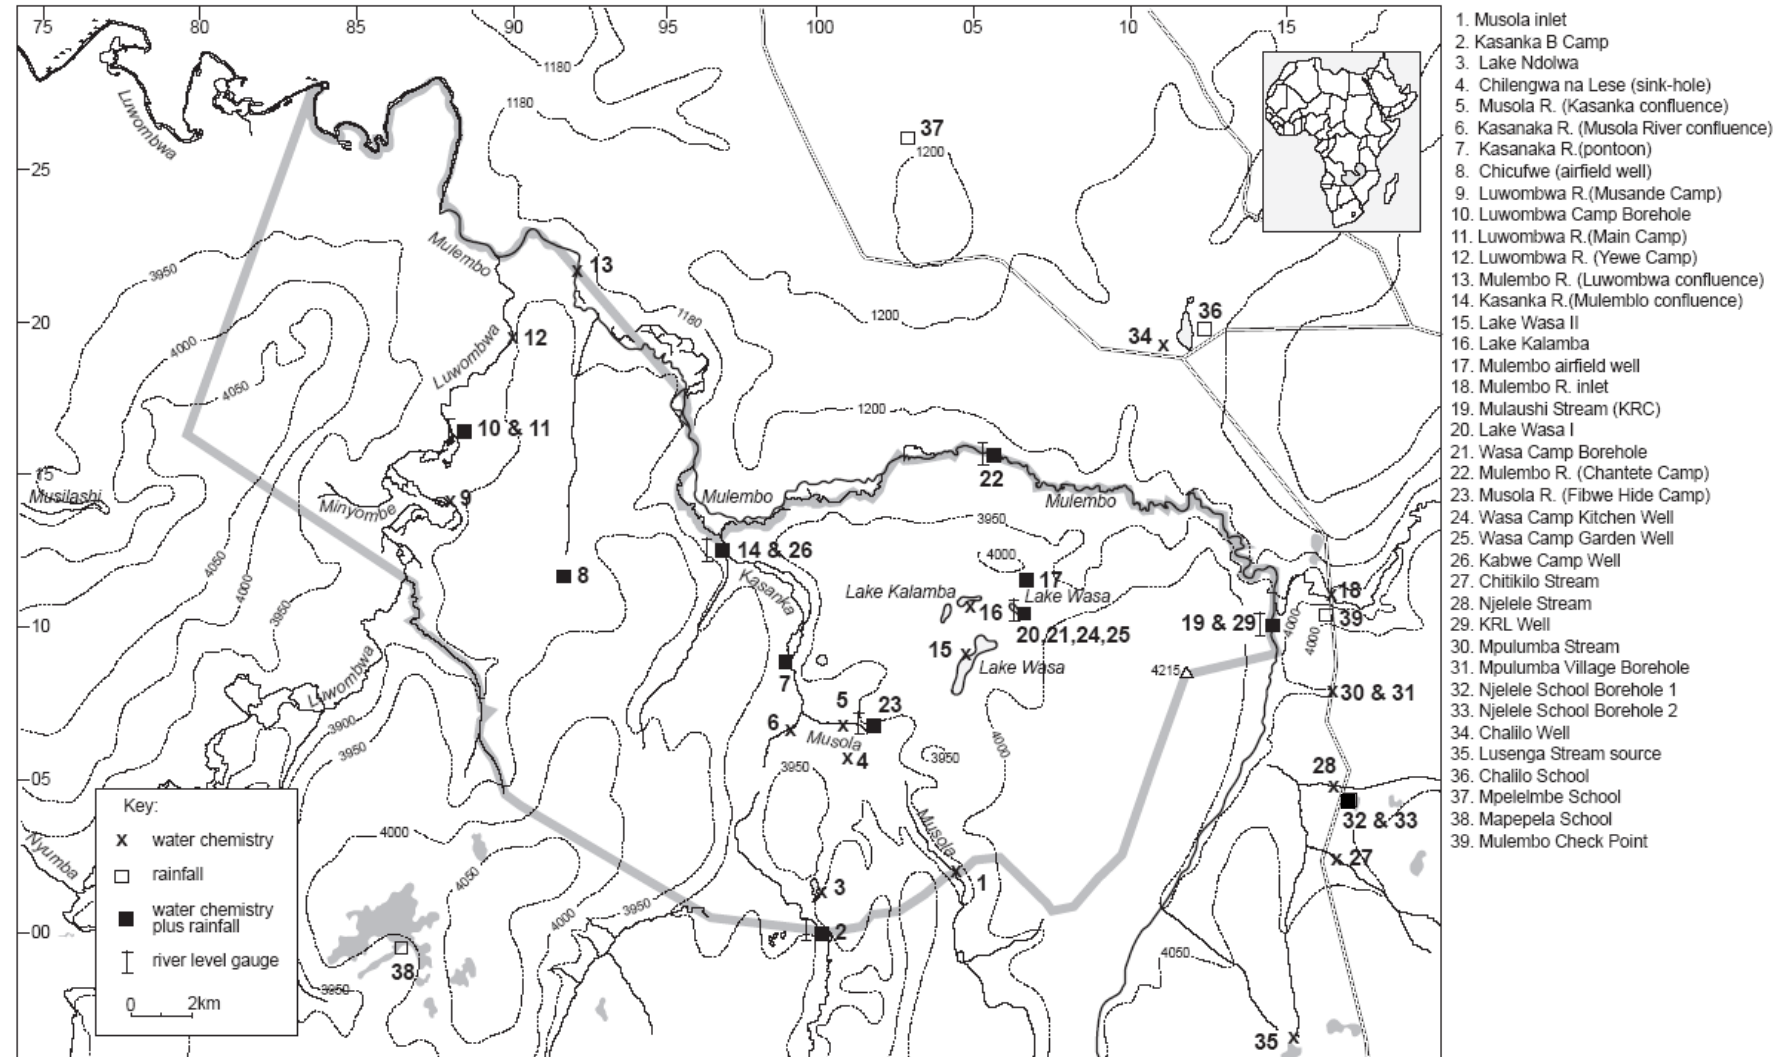 75 80 85 90 95 100 05 10 15
1. Musola inlet
2. Kasanka B Camp
3. Lake Ndolwa
4. Chilengwa na Lese (sink-hole)
5. Musola R. (Kasanka confluence)
6. Kasanaka R. (Musola River confluence)
7. Kasanaka R.(pontoon)
8. Chicufwe (airfield well)
9. Luwombwa R.(Musande Camp)
10. Luwombwa Camp Borehole
11. Luwombwa R.(Main Camp)
12. Luwombwa R. (Yewe Camp)
13. Mulembo R. (Luwombwa confluence)
14. Kasanka R.(Mulemblo confluence)
15. Lake Wasa II
16. Lake Kalamba
17. Mulembo airfield well
18. Mulembo R. inlet
19. Mulaushi Stream (KRC)
20. Lake Wasa I
21. Wasa Camp Borehole
22. Mulembo R. (Chantete Camp)
23. Musola R. (Fibwe Hide Camp)
24. Wasa Camp Kitchen Well
25. Wasa Camp Garden Well
26. Kabwe Camp Well
27. Chitikilo Stream
28. Njelele Stream
29. KRL Well
30. Mpulumba Stream
31. Mpulumba Village Borehole
32. Njelele School Borehole 1
33. Njelele School Borehole 2
34. Chalilo Well
35. Lusenga Stream source
36. Chalilo School
37. Mpelelmbe School
38. Mapepela School
39. Mulembo Check Point
1180
Luwombwa
1180
37
1200
25
Mulembo
13
3950
1180
1200
36
20
34
12
4000
Luwombwa
4050
1200
10 & 11
15
22
Musilashi
9
Minyombe
Mulembo
Mulembo
3950
14 & 26
4000
4050
4000
8
17
Kasanka
Lake Kalamba
Lake Wasa
18
3950
16
10
20,21,24,25
19 & 29
4000
39
4000
15
Lake Wasa
4215
Luwombwa
7
30 & 31
5
23
6
Musola
3900
3950
4
3950
3950
4000
28
05
Key:
x water chemistry
rainfall
water chemistry
plus rainfall
river level gauge
0 2km
Nyumba
4000
Musola
32 & 33
27
4050
3
1
3950
4000
00
2
38
4050
3950
35